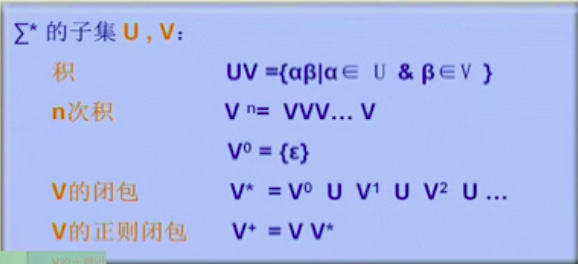 ∑* 的子集 U , V：
积 UV ={αβ|α∈ U & β∈V }
n次积 V ⁿ= VVV... V
V⁰ = {ε}
V的闭包 V* = V⁰ U V¹ U V² U ...
V的正则闭包 V⁺ = V V*